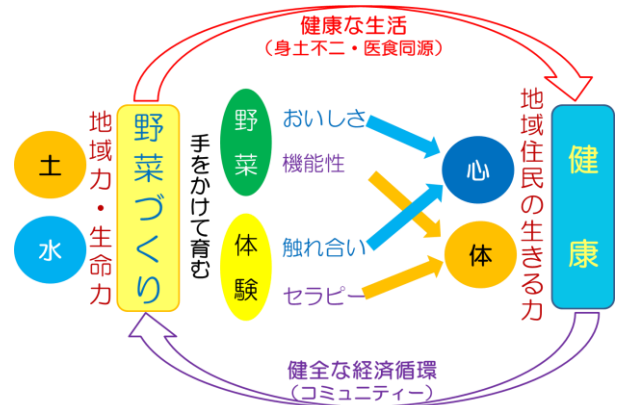 健康な生活
（身土不二・医食同源）
土
水
地域力・生命力
野菜づくり
手をかけて育む
野菜
体験
おいしさ
機能性
触れ合い
セラピー
心
体
地域住民の生きる力
健康
健全な経済循環
（コミュニティー）